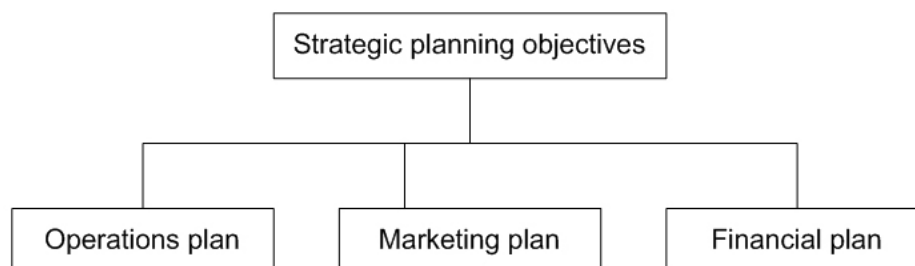 Strategic planning objectives
Operations plan
Marketing plan
Financial plan